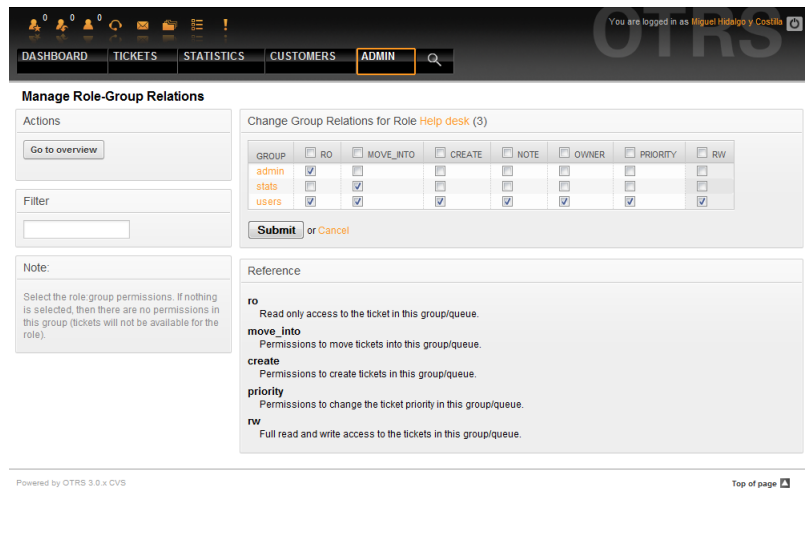 0 0 0
OTRS
You are logged in as Miguel Hidalgo y Costilla
DASHBOARD TICKETS STATISTICS CUSTOMERS ADMIN
Manage Role-Group Relations
Actions
Go to overview
Filter
Note:
Select the role:group permissions. If nothing
is selected, then there are no permissions in
this group (tickets will not be available for the
role).
Change Group Relations for Role Help desk (3)
GROUP RO MOVE_INTO CREATE NOTE OWNER PRIORITY RW
admin
stats
users
Submit or Cancel
Reference
ro
Read only access to the ticket in this group/queue.
move_into
Permissions to move tickets into this group/queue.
create
Permissions to create tickets in this group/queue.
priority
Permissions to change the ticket priority in this group/queue.
rw
Full read and write access to the tickets in this group/queue.
Powered by OTRS 3.0.x CVS
Top of page